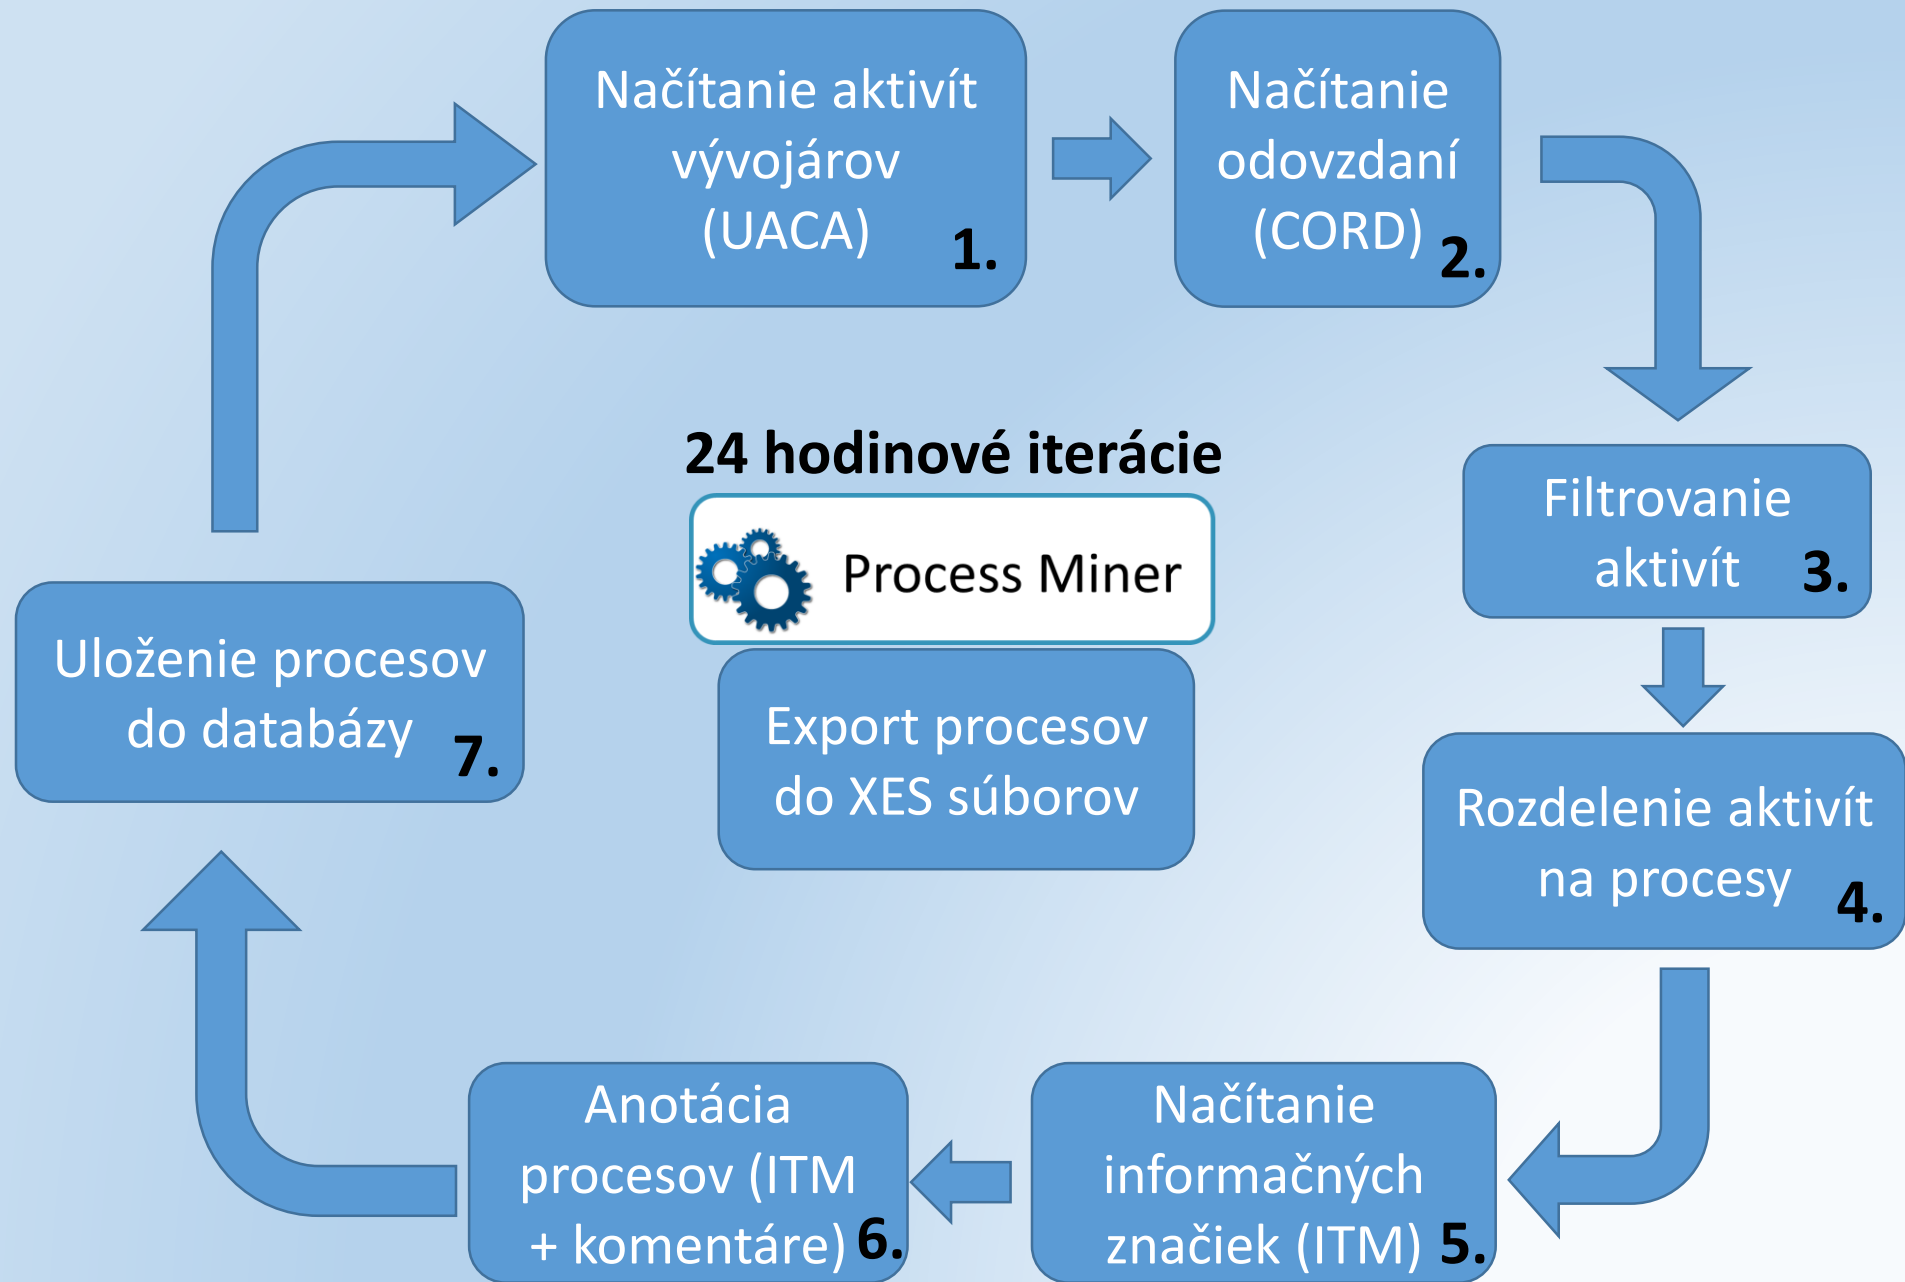 Načítanie aktivít
vývojárov
(UACA)
1.
Načítanie
odovzdaní
(CORD)
2.
Filtrovanie
aktivít
3.
Rozdelenie aktivít
na procesy
4.
Načítanie
informačných
značiek (ITM)
5.
Anotácia
procesov (ITM
+ komentáre)
6.
Uloženie procesov
do databázy
7.
24 hodinové iterácie
Process Miner
Export procesov
do XES súborov